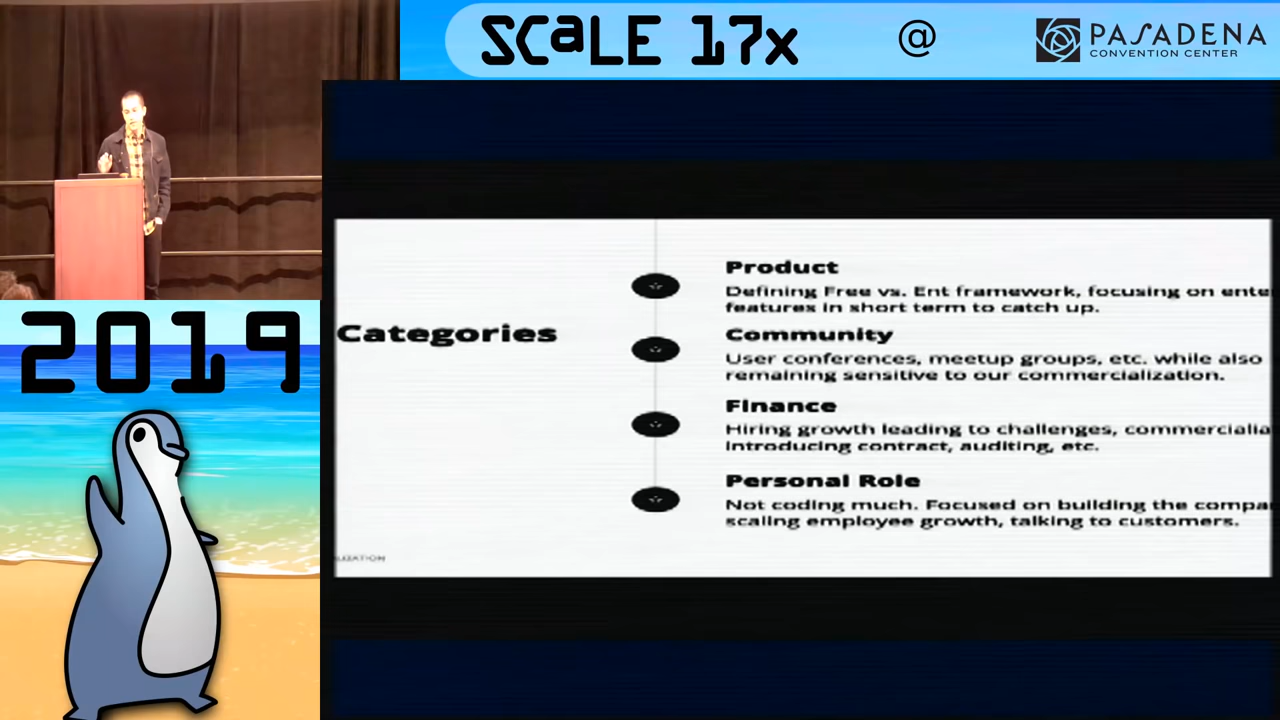 SCaLE 17x
@
PASADENA
CONVENTION CENTER
2019
Categories
Product
Defining Free vs. Ent framework, focusing on ente
features in short term to catch up.
Community
User conferences, meetup groups, etc. while also
remaining sensitive to our commercialization.
Finance
Hiring growth leading to challenges, commercializa
introducing contract, auditing, etc.
Personal Role
Not coding much. Focused on building the compa
scaling employee growth, talking to customers.
LIZATION